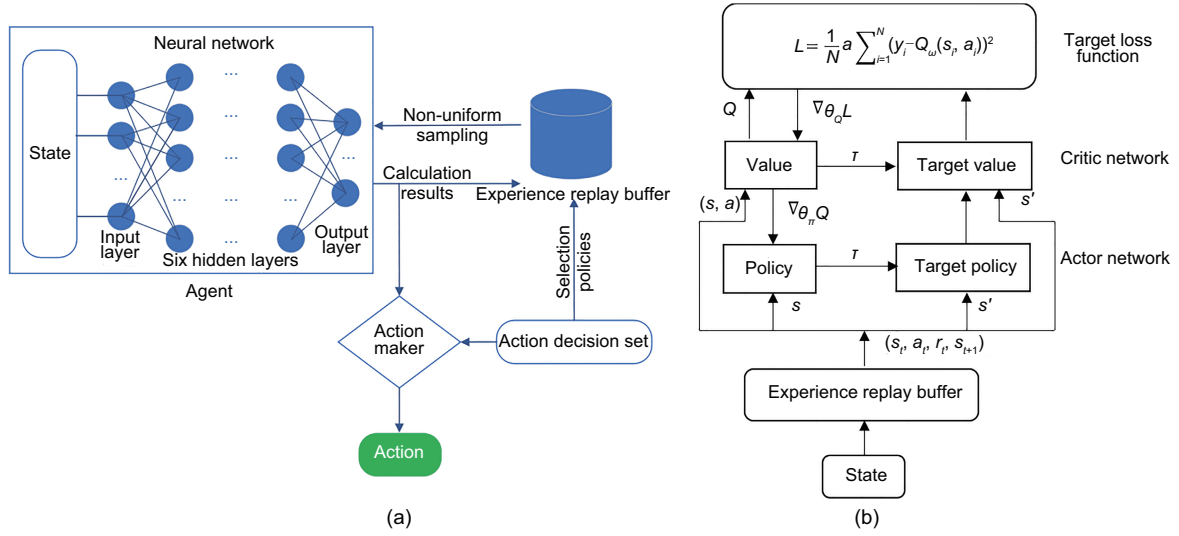 Neural network
State
...
...
...
...
...
...
...
...
...
Input
layer
Six hidden layers
Output
layer
Agent
Non-uniform
sampling
Calculation
results
Experience replay buffer
Selection
policies
Action
maker
Action decision set
Action
(a)
L = 1/N a ∑_{i=1}^{N} (y_i-Q_ω(s_i, a_i))²
Target loss
function
Q
∇θ_Q L
Value
τ
Target value
Critic network
(s, a)
∇θ_π Q
s′
Policy
τ
Target policy
Actor network
s
s′
(s_t, a_t, r_t, s_{t+1})
Experience replay buffer
State
(b)